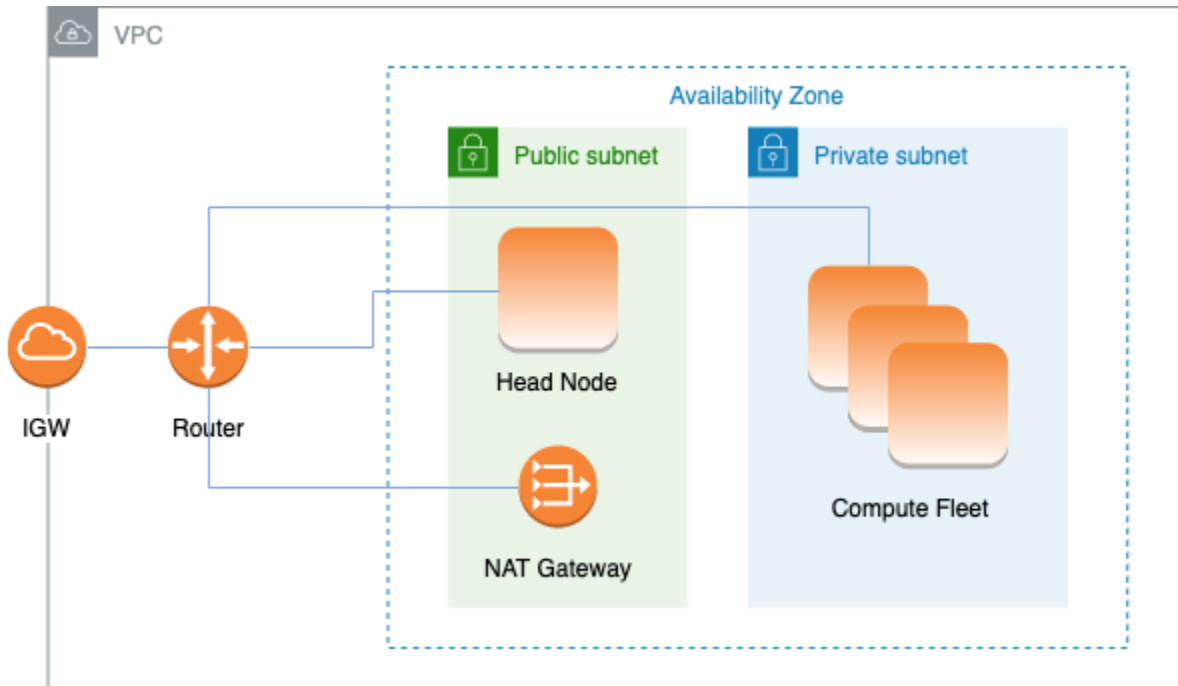 VPC
Availability Zone
Public subnet
Private subnet
Head Node
IGW
Router
Compute Fleet
NAT Gateway